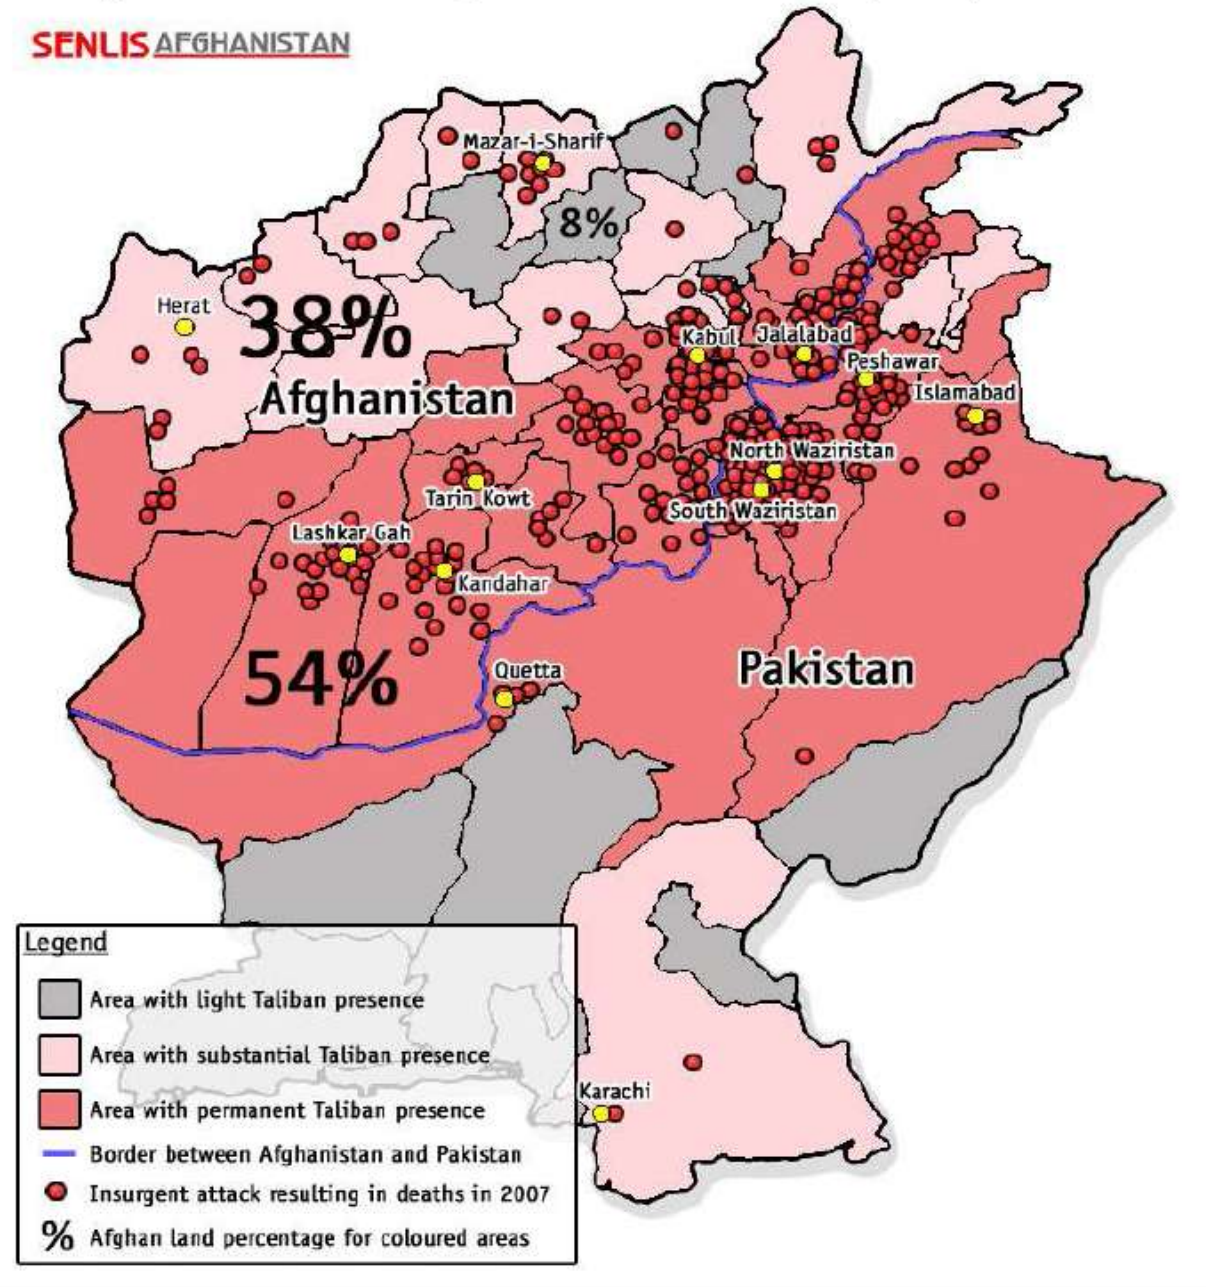 SENLIS AFGHANISTAN
Mazar-i-Sharif
8%
Herat
38%
Kabul
Jalalabad
Peshawar
Afghanistan
Islamabad
North Waziristan
Tarin Kowt
South Waziristan
Lashkar Gah
Kandahar
54%
Quetta
Pakistan
Legend
Area with light Taliban presence
Area with substantial Taliban presence
Area with permanent Taliban presence
Border between Afghanistan and Pakistan
Insurgent attack resulting in deaths in 2007
% Afghan land percentage for coloured areas
Karachi